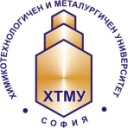 ХИМИКОТЕХНОЛОГИЧЕН И МЕТАЛУРГИЧЕН УНИВЕРСИТЕТ
ХТМУ
СОФИЯ